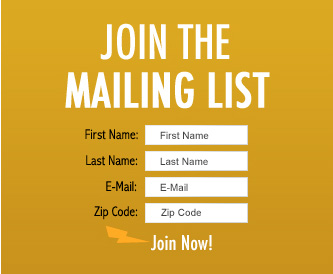 JOIN THE
MAILING LIST
First Name: First Name
Last Name: Last Name
E-Mail: E-Mail
Zip Code: Zip Code
Join Now!